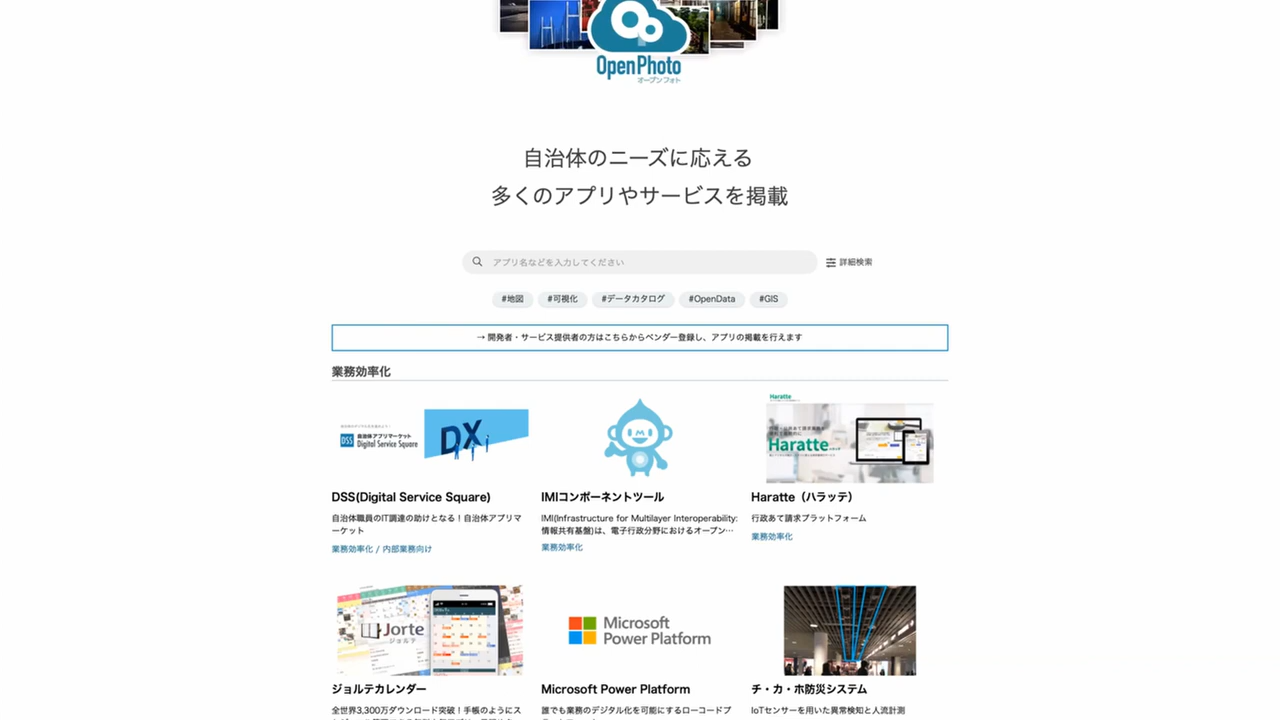 OpenPhoto
オープンフォト
自治体のニーズに応える
多くのアプリやサービスを掲載
アプリ名などを入力してください
詳細検索
#地図
#可視化
#データカタログ
#OpenData
#GIS
→ 開発者・サービス提供者の方はこちらからベンダー登録し、アプリの掲載を行えます
業務効率化
DSS
自治体アプリマーケット
Digital Service Square
DX
Haratte
Haratte
DSS(Digital Service Square)
IMIコンポーネントツール
Haratte（ハラッテ）
自治体職員のIT調達の助けとなる！自治体アプリマ
ーケット
IMI(Infrastructure for Multilayer Interoperability:
情報共有基盤)は、電子行政分野におけるオープン…
行政あて請求プラットフォーム
業務効率化 / 内部業務向け
業務効率化
業務効率化
Jorte
ジョルテ
Microsoft
Power Platform
ジョルテカレンダー
Microsoft Power Platform
チ・カ・ホ防災システム
全世界3,300万ダウンロード突破！手帳のようにス
誰でも業務のデジタル化を可能にするローコードプ
IoTセンサーを用いた異常検知と人流計測